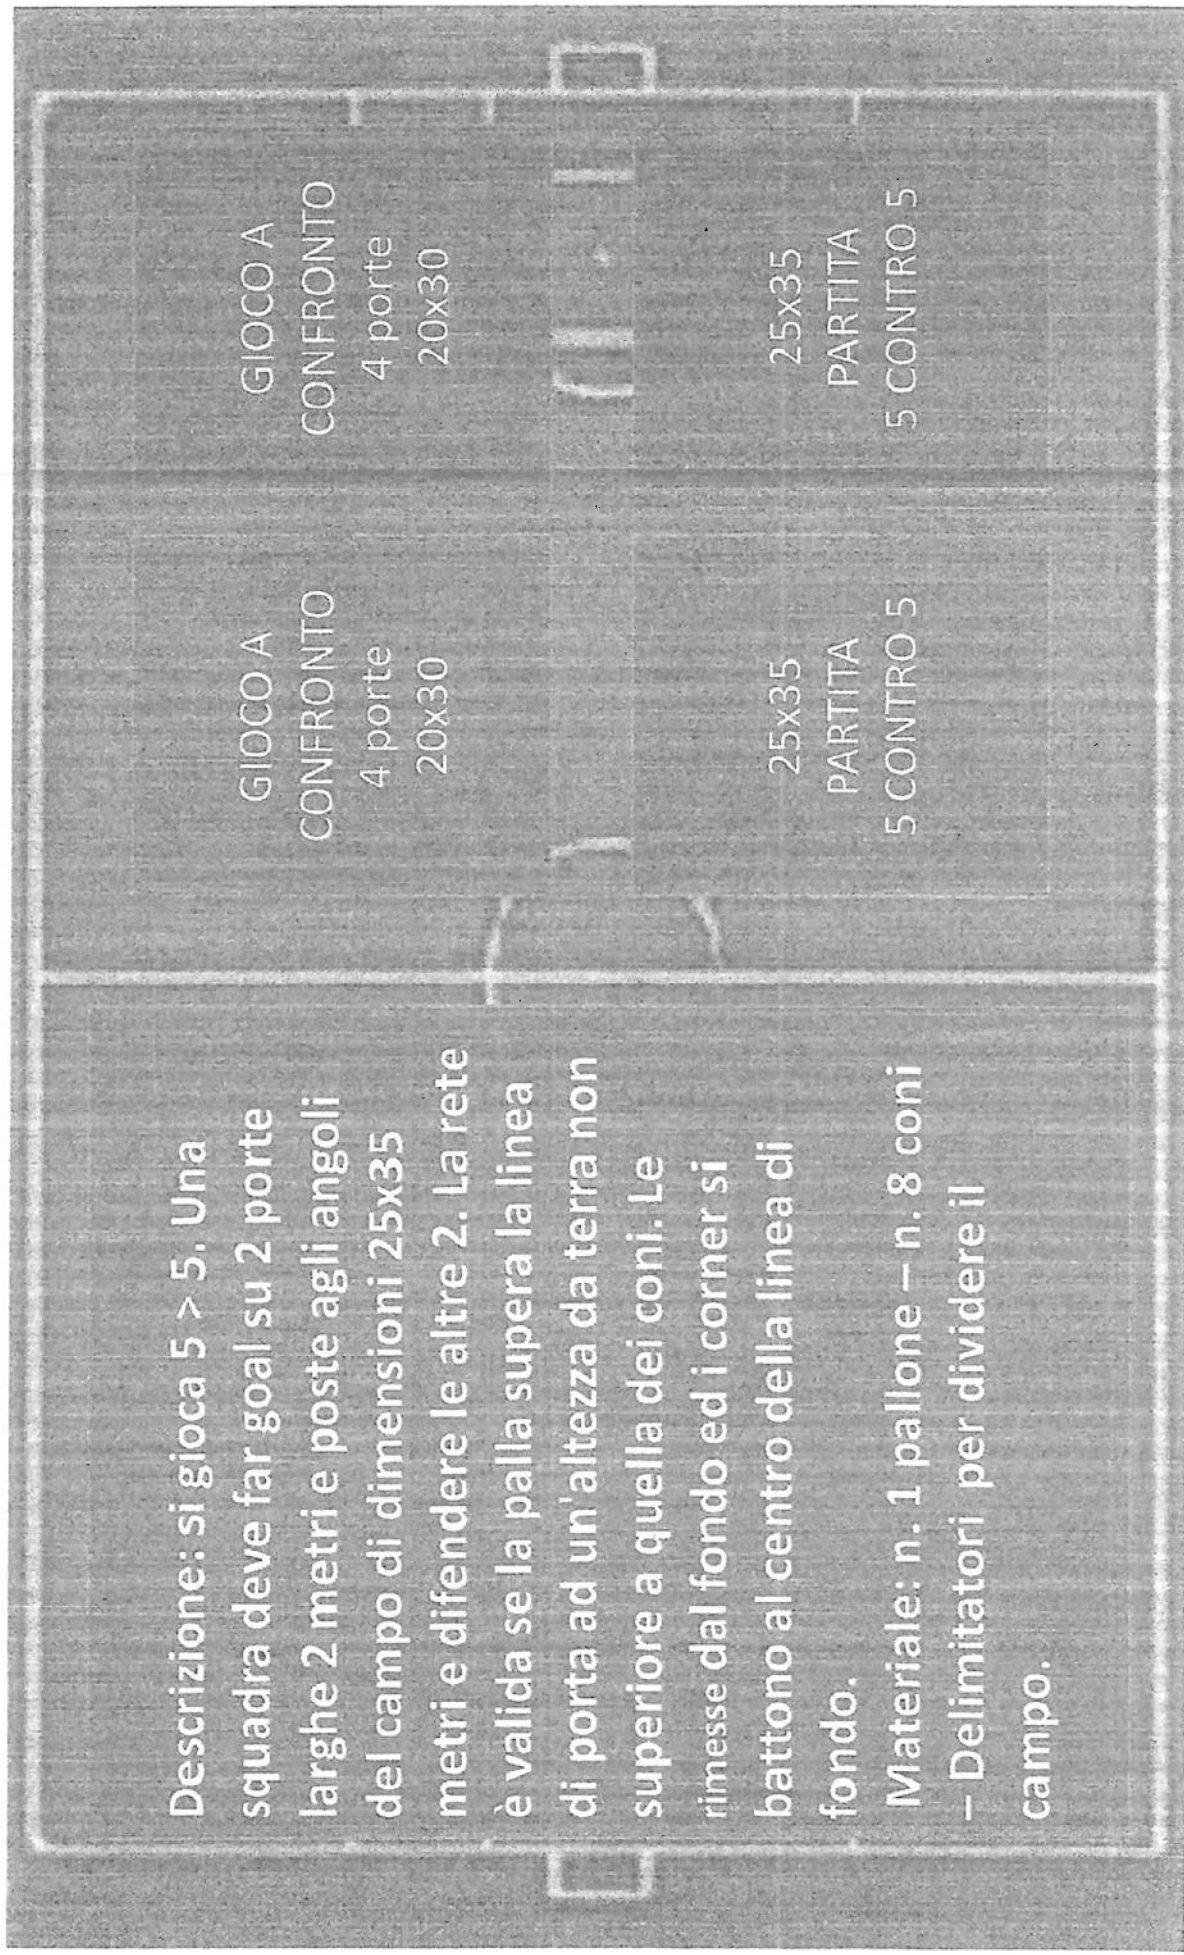 Descrizione: si gioca 5 > 5. Una
squadra deve far goal su 2 porte
larghe 2 metri e poste agli angoli
del campo di dimensioni 25x35
metri e difendere le altre 2. La rete
è valida se la palla supera la linea
di porta ad un'altezza da terra non
superiore a quella dei coni. Le
rimesse dal fondo ed i corner si
battono al centro della linea di
fondo.
Materiale: n. 1 pallone – n. 8 coni
– Delimitatori per dividere il
campo.
GIOCO A
CONFRONTO
4 porte
20x30
GIOCO A
CONFRONTO
4 porte
20x30
25x35
PARTITA
5 CONTRO 5
25x35
PARTITA
5 CONTRO 5